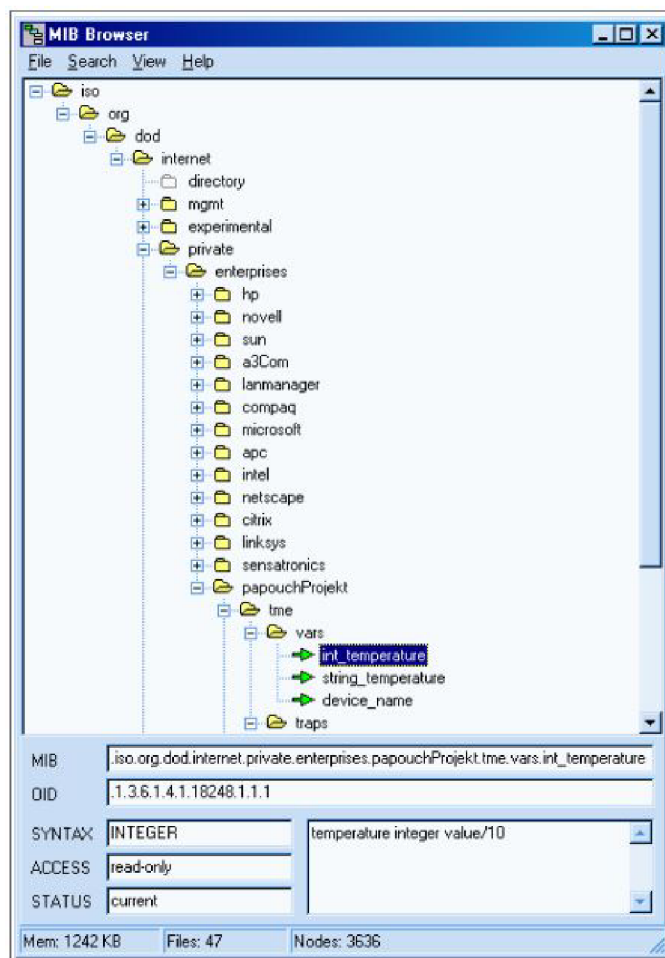 MIB Browser
File Search View Help
iso
org
dod
internet
directory
mgmt
experimental
private
enterprises
hp
novell
sun
a3Com
lanmanager
compaq
microsoft
apc
intel
netscape
citrix
linksys
sensatronics
papouchProjekt
tme
vars
int_temperature
string_temperature
device_name
traps
MIB .iso.org.dod.internet.private.enterprises.papouchProjekt.tme.vars.int_temperature
OID .1.3.6.1.4.1.18248.1.1.1
SYNTAX INTEGER temperature integer value/10
ACCESS read-only
STATUS current
Mem: 1242 KB Files: 47 Nodes: 3636